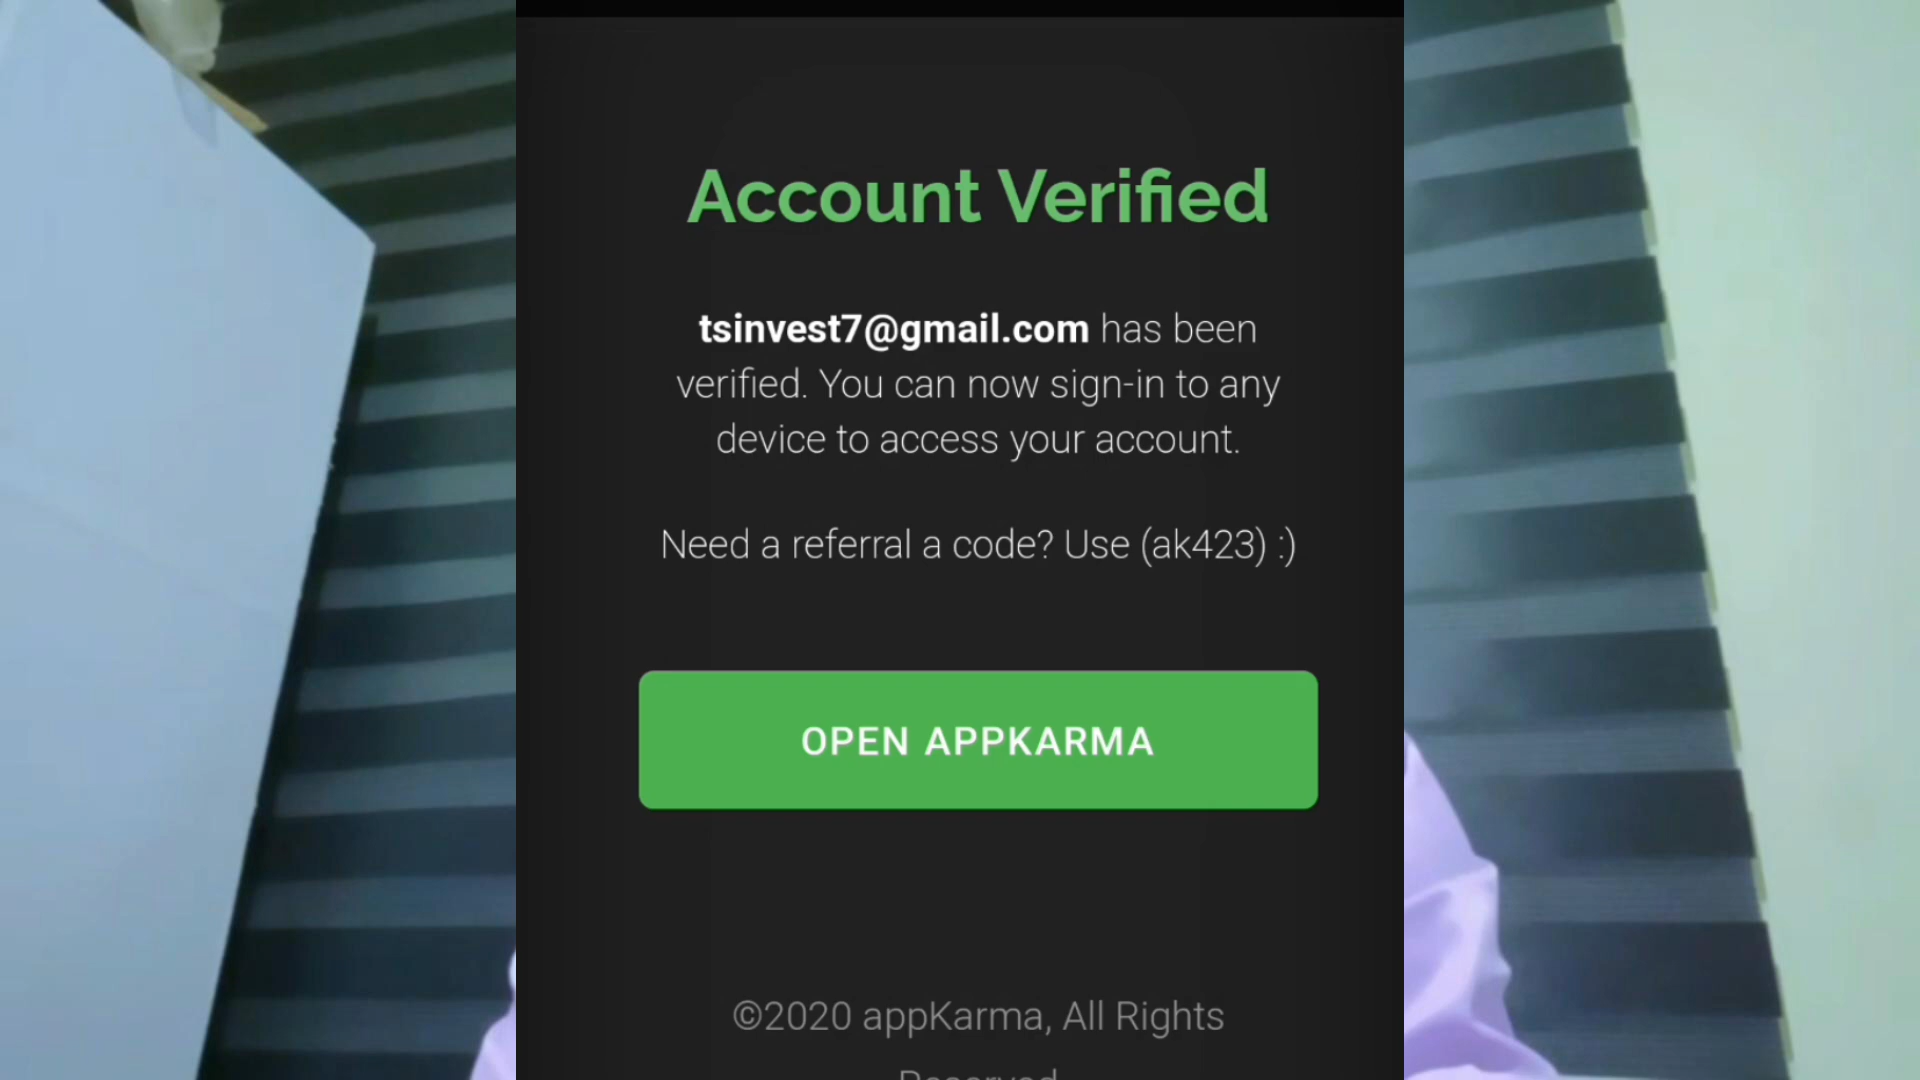 Account Verified
tsinvest7@gmail.com has been
verified. You can now sign-in to any
device to access your account.
Need a referral a code? Use (ak423) :)
OPEN APPKARMA
©2020 appKarma, All Rights
Reserved